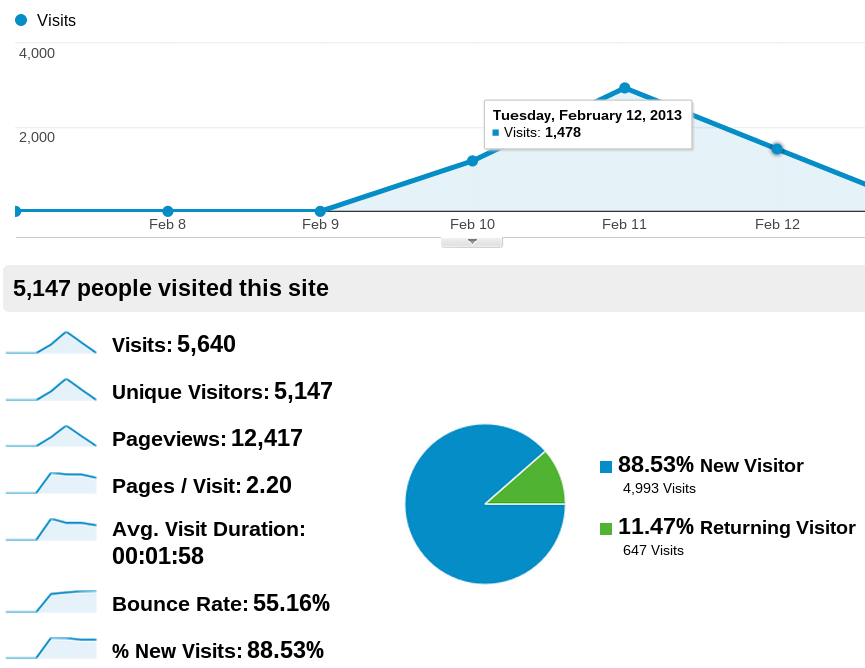 Visits
4,000
Tuesday, February 12, 2013
Visits: 1,478
2,000
Feb 8 Feb 9 Feb 10 Feb 11 Feb 12
5,147 people visited this site
Visits: 5,640
Unique Visitors: 5,147
Pageviews: 12,417
Pages / Visit: 2.20
Avg. Visit Duration:
00:01:58
Bounce Rate: 55.16%
% New Visits: 88.53%
88.53% New Visitor
4,993 Visits
11.47% Returning Visitor
647 Visits